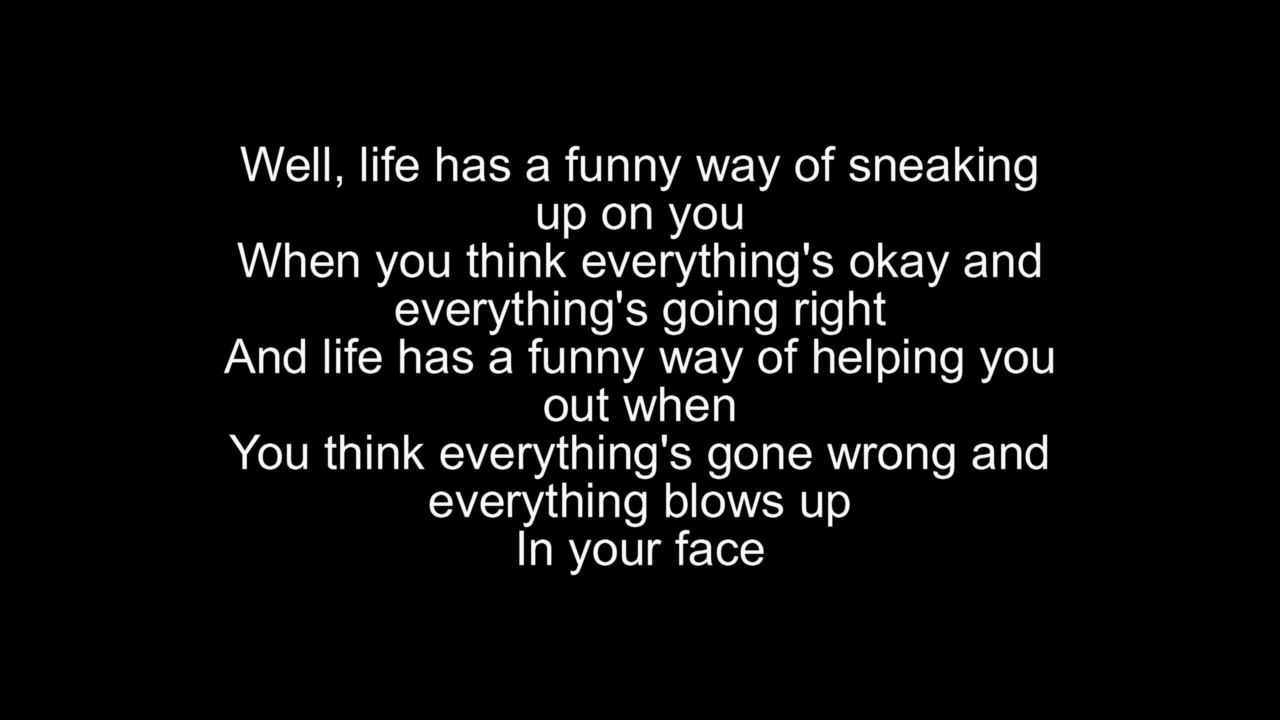 Well, life has a funny way of sneaking
up on you
When you think everything's okay and
everything's going right
And life has a funny way of helping you
out when
You think everything's gone wrong and
everything blows up
In your face